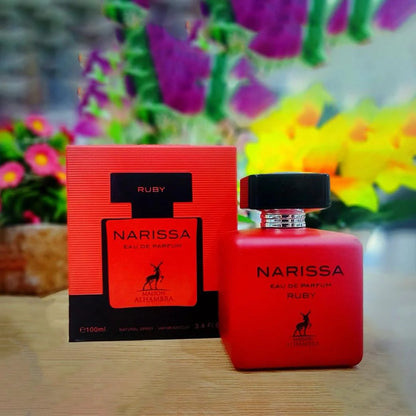 RUBY
NARISSA
EAU DE PARFUM
MAISON
ALHAMBRA
℮100ml NATURAL SPRAY 3.4 FL
NARISSA
EAU DE PARFUM
RUBY
MAISON
ALHAMBRA